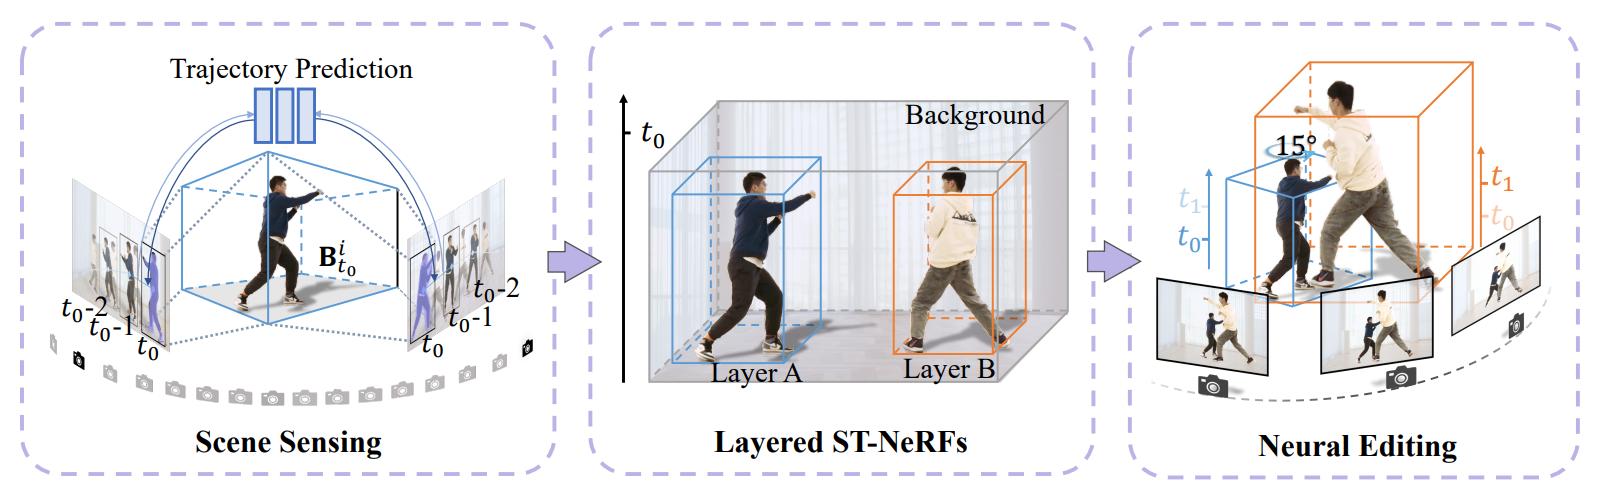 Trajectory Prediction
B^i_{t_0}
t_0-2
t_0-1
t_0
t_0-2
t_0-1
t_0
Scene Sensing
t_0
Background
Layer A
Layer B
Layered ST-NeRFs
15°
t_1
t_0
t_1
t_0
Neural Editing